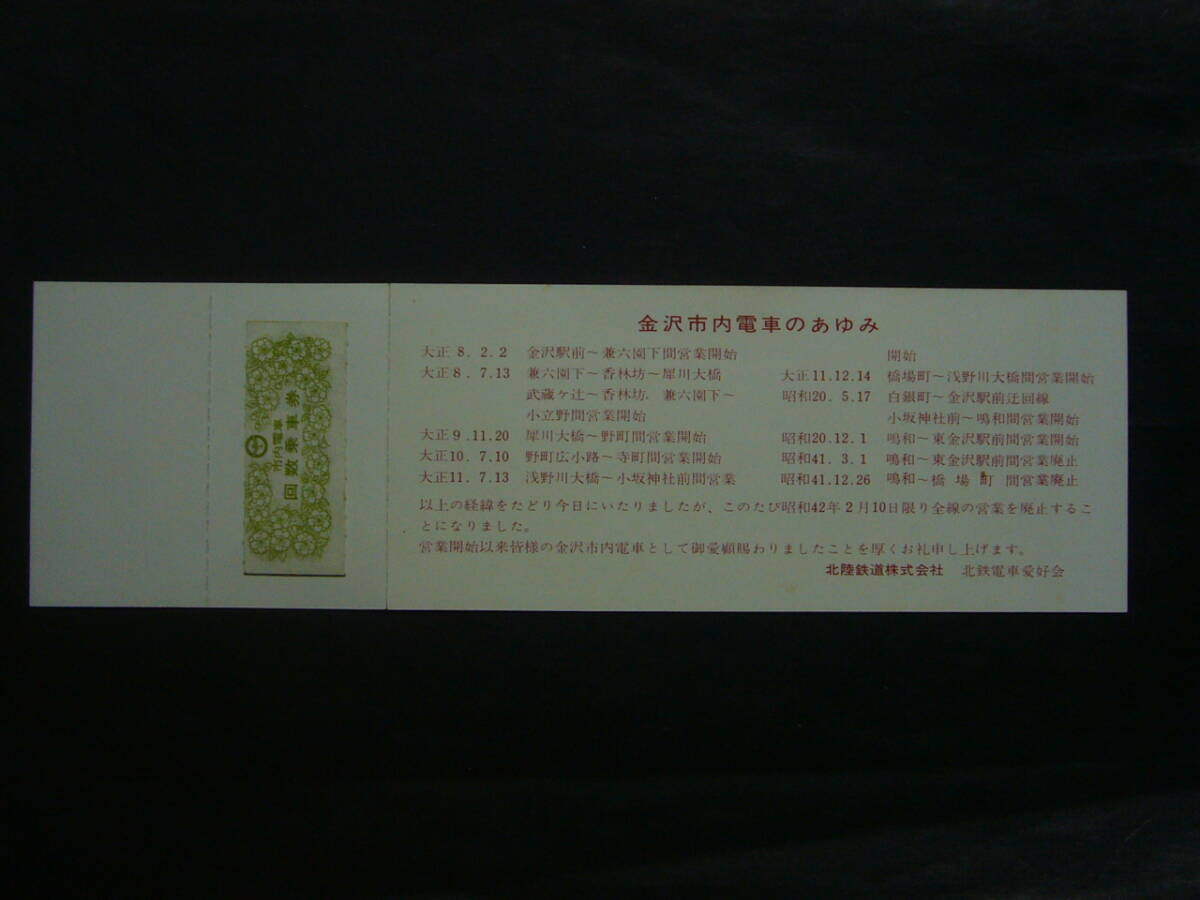 市内電車
回数乗車券
金沢市内電車のあゆみ
大正8.2.2 金沢駅前～兼六園下間営業開始
大正8.7.13 兼六園下～香林坊～犀川大橋
武蔵ケ辻～香林坊．兼六園下～
小立野間営業開始
大正9.11.20 犀川大橋～野町間営業開始
大正10.7.10 野町広小路～寺町間営業開始
大正11.7.13 浅野川大橋～小坂神社前間営業
開始
大正11.12.14 橋場町～浅野川大橋間営業開始
昭和20.5.17 白銀町～金沢駅前迂回線
小坂神社前～鳴和間営業開始
昭和20.12.1 鳴和～東金沢駅前間営業開始
昭和41.3.1 鳴和～東金沢駅前間営業廃止
昭和41.12.26 鳴和～橋場町間営業廃止
以上の経緯をたどり今日にいたりましたが、このたび昭和42年2月10日限り全線の営業を廃止するこ
とになりました。
営業開始以来皆様の金沢市内電車として御愛顧賜わりましたことを厚くお礼申し上げます。
北陸鉄道株式会社 北鉄電車愛好会